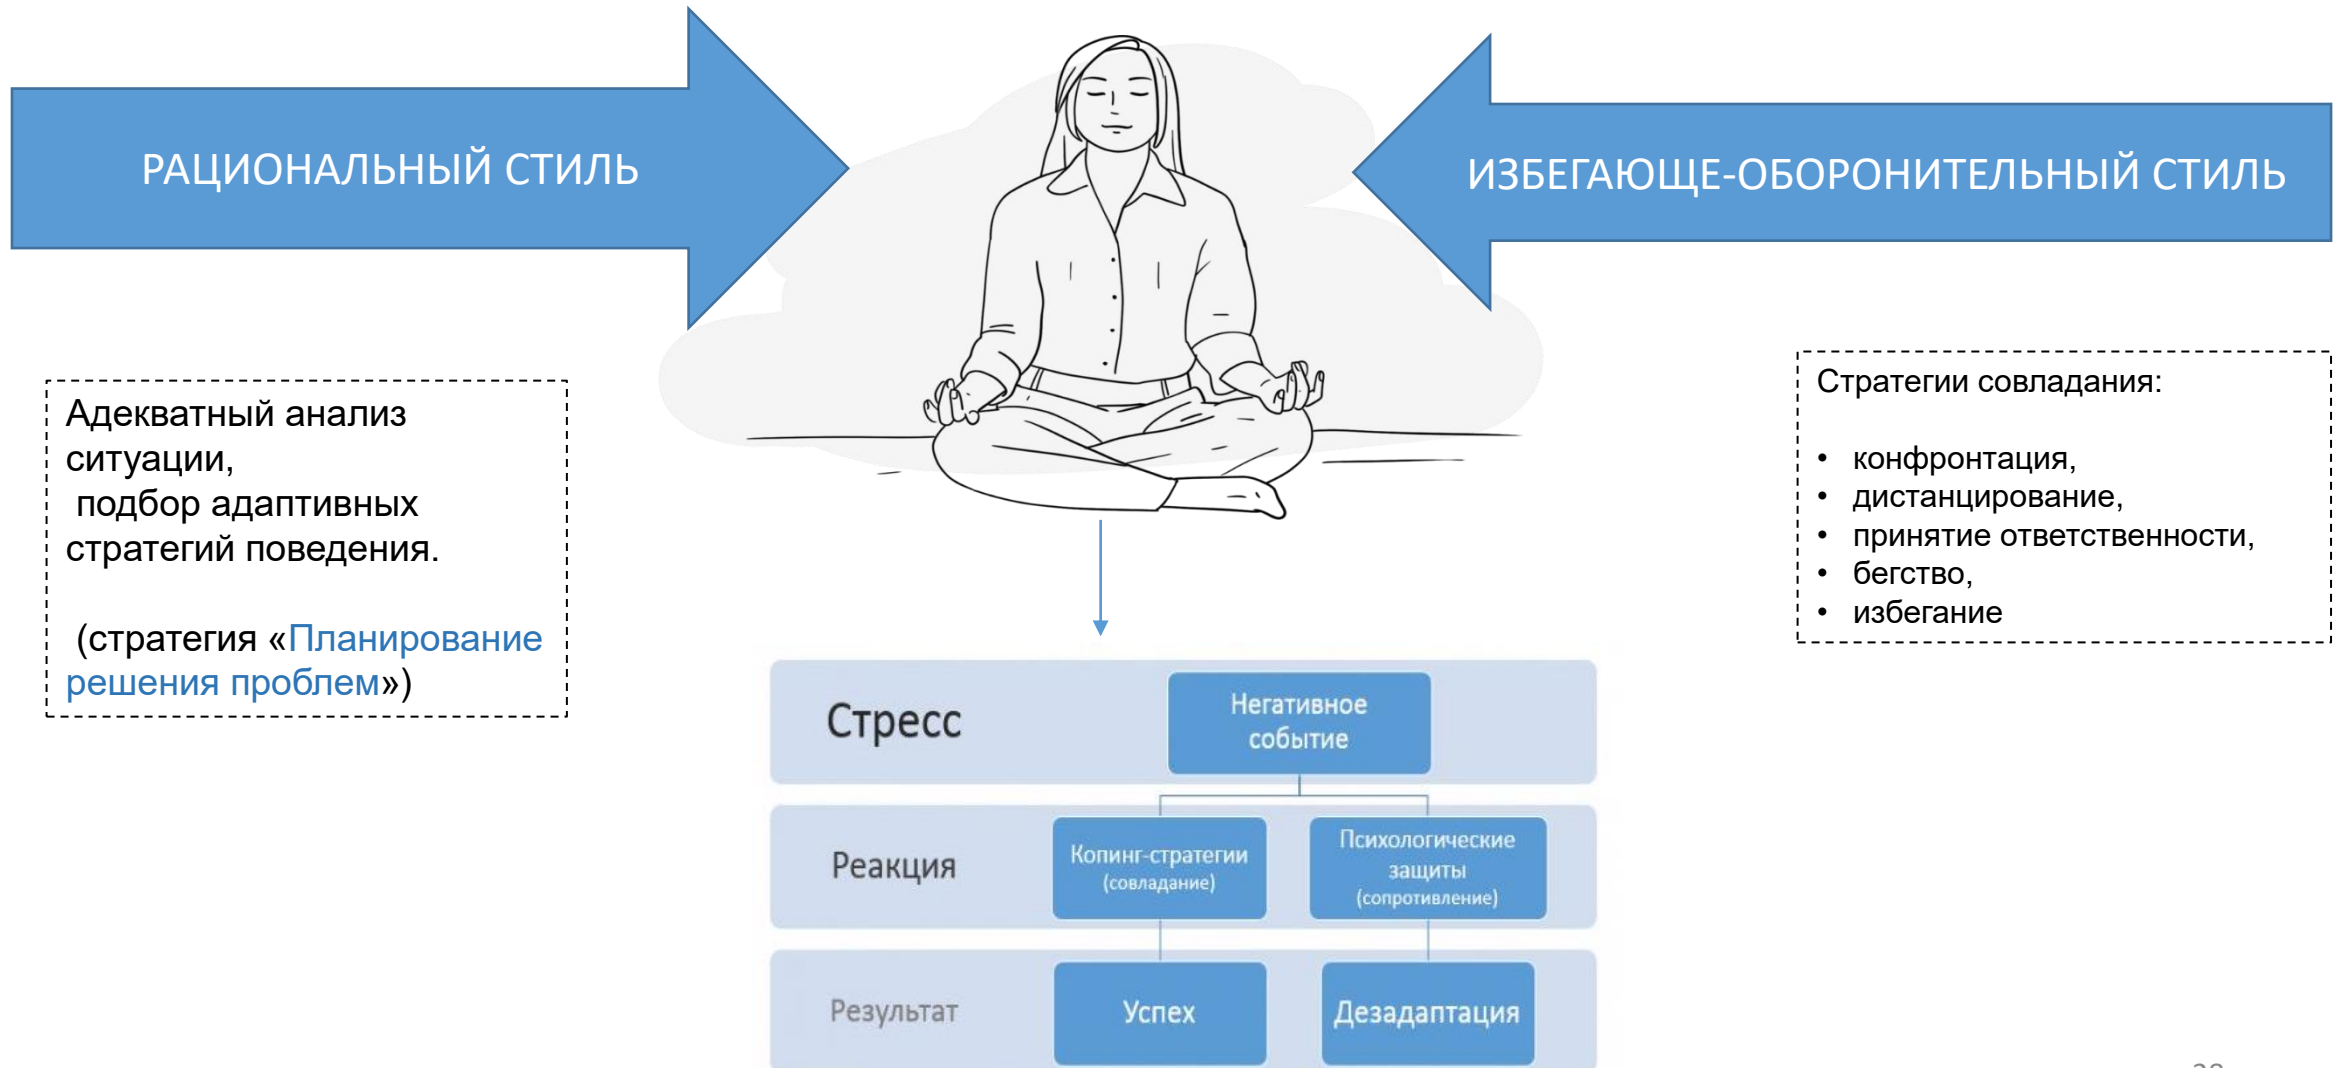 РАЦИОНАЛЬНЫЙ СТИЛЬ
ИЗБЕГАЮЩЕ-ОБОРОНИТЕЛЬНЫЙ СТИЛЬ
Адекватный анализ
ситуации,
подбор адаптивных
стратегий поведения.
(стратегия «Планирование
решения проблем»)
Стратегии совладания:
• конфронтация,
• дистанцирование,
• принятие ответственности,
• бегство,
• избегание
Стресс
Негативное
событие
Реакция
Копинг-стратегии
(совладание)
Психологические
защиты
(сопротивление)
Результат
Успех
Дезадаптация